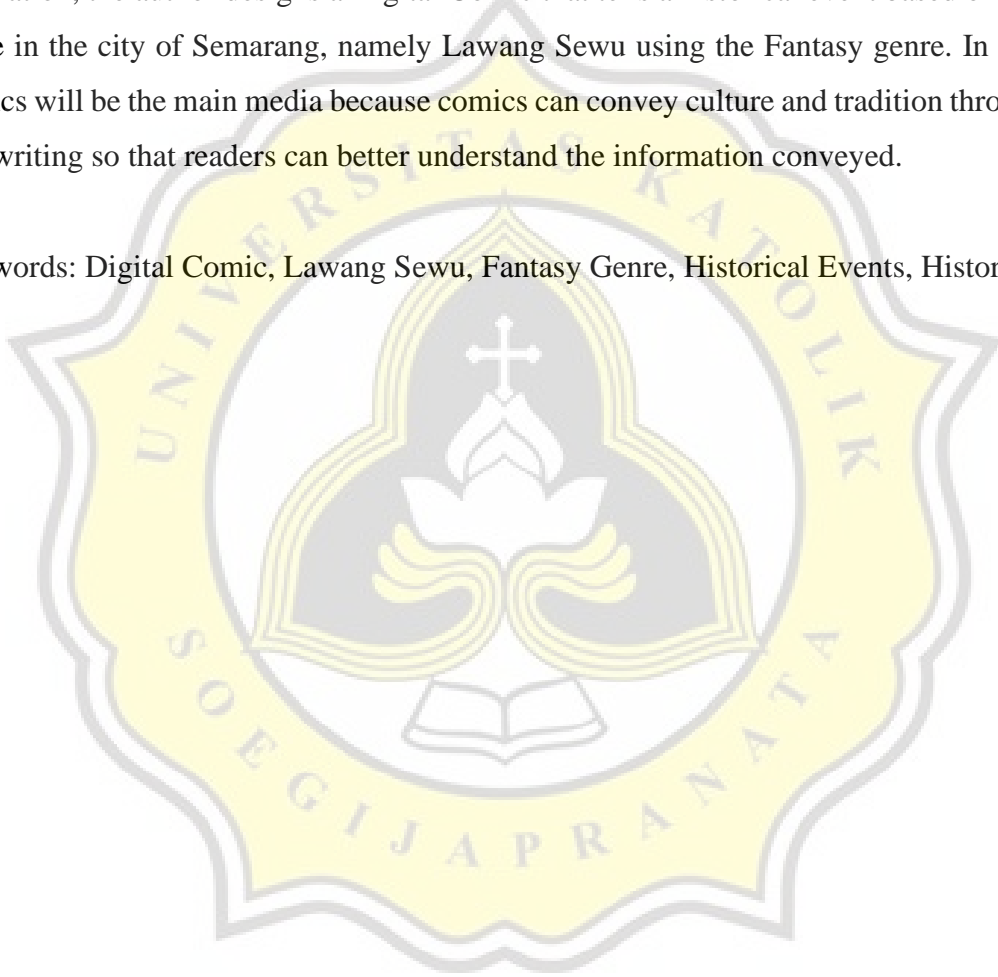 e in the city of Semarang, namely Lawang Sewu using the Fantasy genre. In
cs will be the main media because comics can convey culture and tradition thro
writing so that readers can better understand the information conveyed.
words: Digital Comic, Lawang Sewu, Fantasy Genre, Historical Events, Histor
UNIVERSITAS KATOLIK
SOEGIJAPRANATA